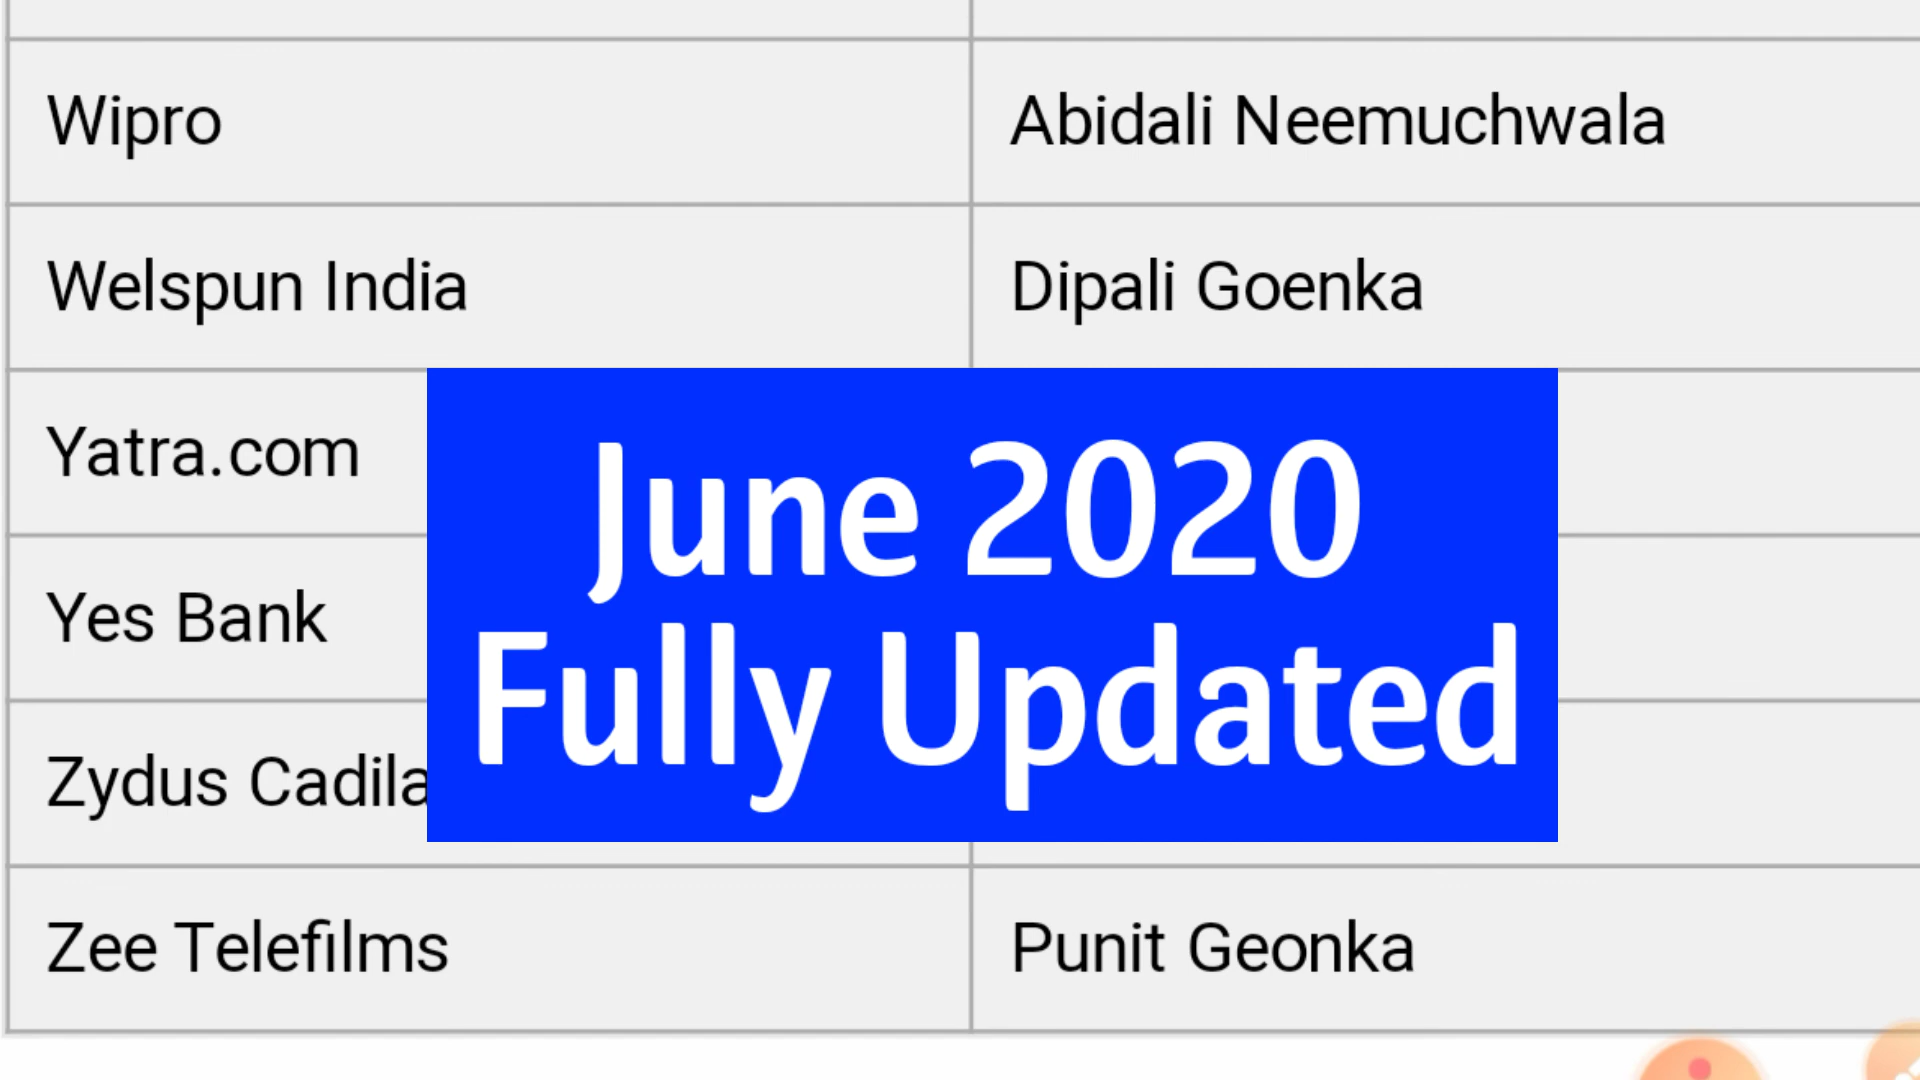 Wipro Abidali Neemuchwala
Welspun India Dipali Goenka
Yatra.com
June 2020
Yes Bank
Fully Updated
Zydus Cadila
Zee Telefilms Punit Geonka